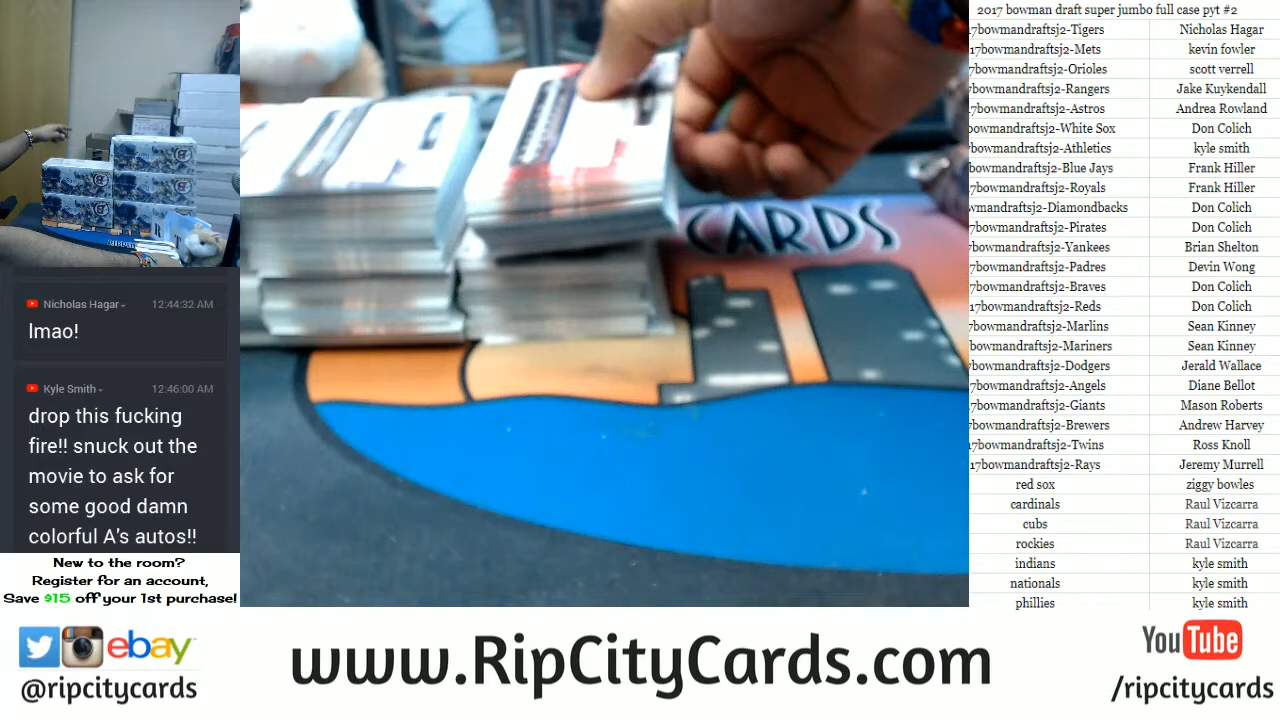 Nicholas Hagar 12:44:32 AM
lmao!
Kyle Smith 12:46:00 AM
drop this fucking
fire!! snuck out the
movie to ask for
some good damn
colorful A's autos!!
New to the room?
Register for an account,
Save $15 off your 1st purchase!
CARDS
2017 bowman draft super jumbo full case pyt #2
17bowmandraftsj2-Tigers Nicholas Hagar
17bowmandraftsj2-Mets kevin fowler
17bowmandraftsj2-Orioles scott verrell
7bowmandraftsj2-Rangers Jake Kuykendall
17bowmandraftsj2-Astros Andrea Rowland
bowmandraftsj2-White Sox Don Colich
7bowmandraftsj2-Athletics kyle smith
bowmandraftsj2-Blue Jays Frank Hiller
7bowmandraftsj2-Royals Frank Hiller
wmandraftsj2-Diamondbacks Don Colich
7bowmandraftsj2-Pirates Don Colich
7bowmandraftsj2-Yankees Brian Shelton
17bowmandraftsj2-Padres Devin Wong
7bowmandraftsj2-Braves Don Colich
17bowmandraftsj2-Reds Don Colich
7bowmandraftsj2-Marlins Sean Kinney
7bowmandraftsj2-Mariners Sean Kinney
7bowmandraftsj2-Dodgers Jerald Wallace
7bowmandraftsj2-Angels Diane Bellot
7bowmandraftsj2-Giants Mason Roberts
7bowmandraftsj2-Brewers Andrew Harvey
7bowmandraftsj2-Twins Ross Knoll
17bowmandraftsj2-Rays Jeremy Murrell
red sox ziggy bowles
cardinals Raul Vizcarra
cubs Raul Vizcarra
rockies Raul Vizcarra
indians kyle smith
nationals kyle smith
phillies kyle smith
ebay
@ripcitycards
www.RipCityCards.com
YouTube
/ripcitycards